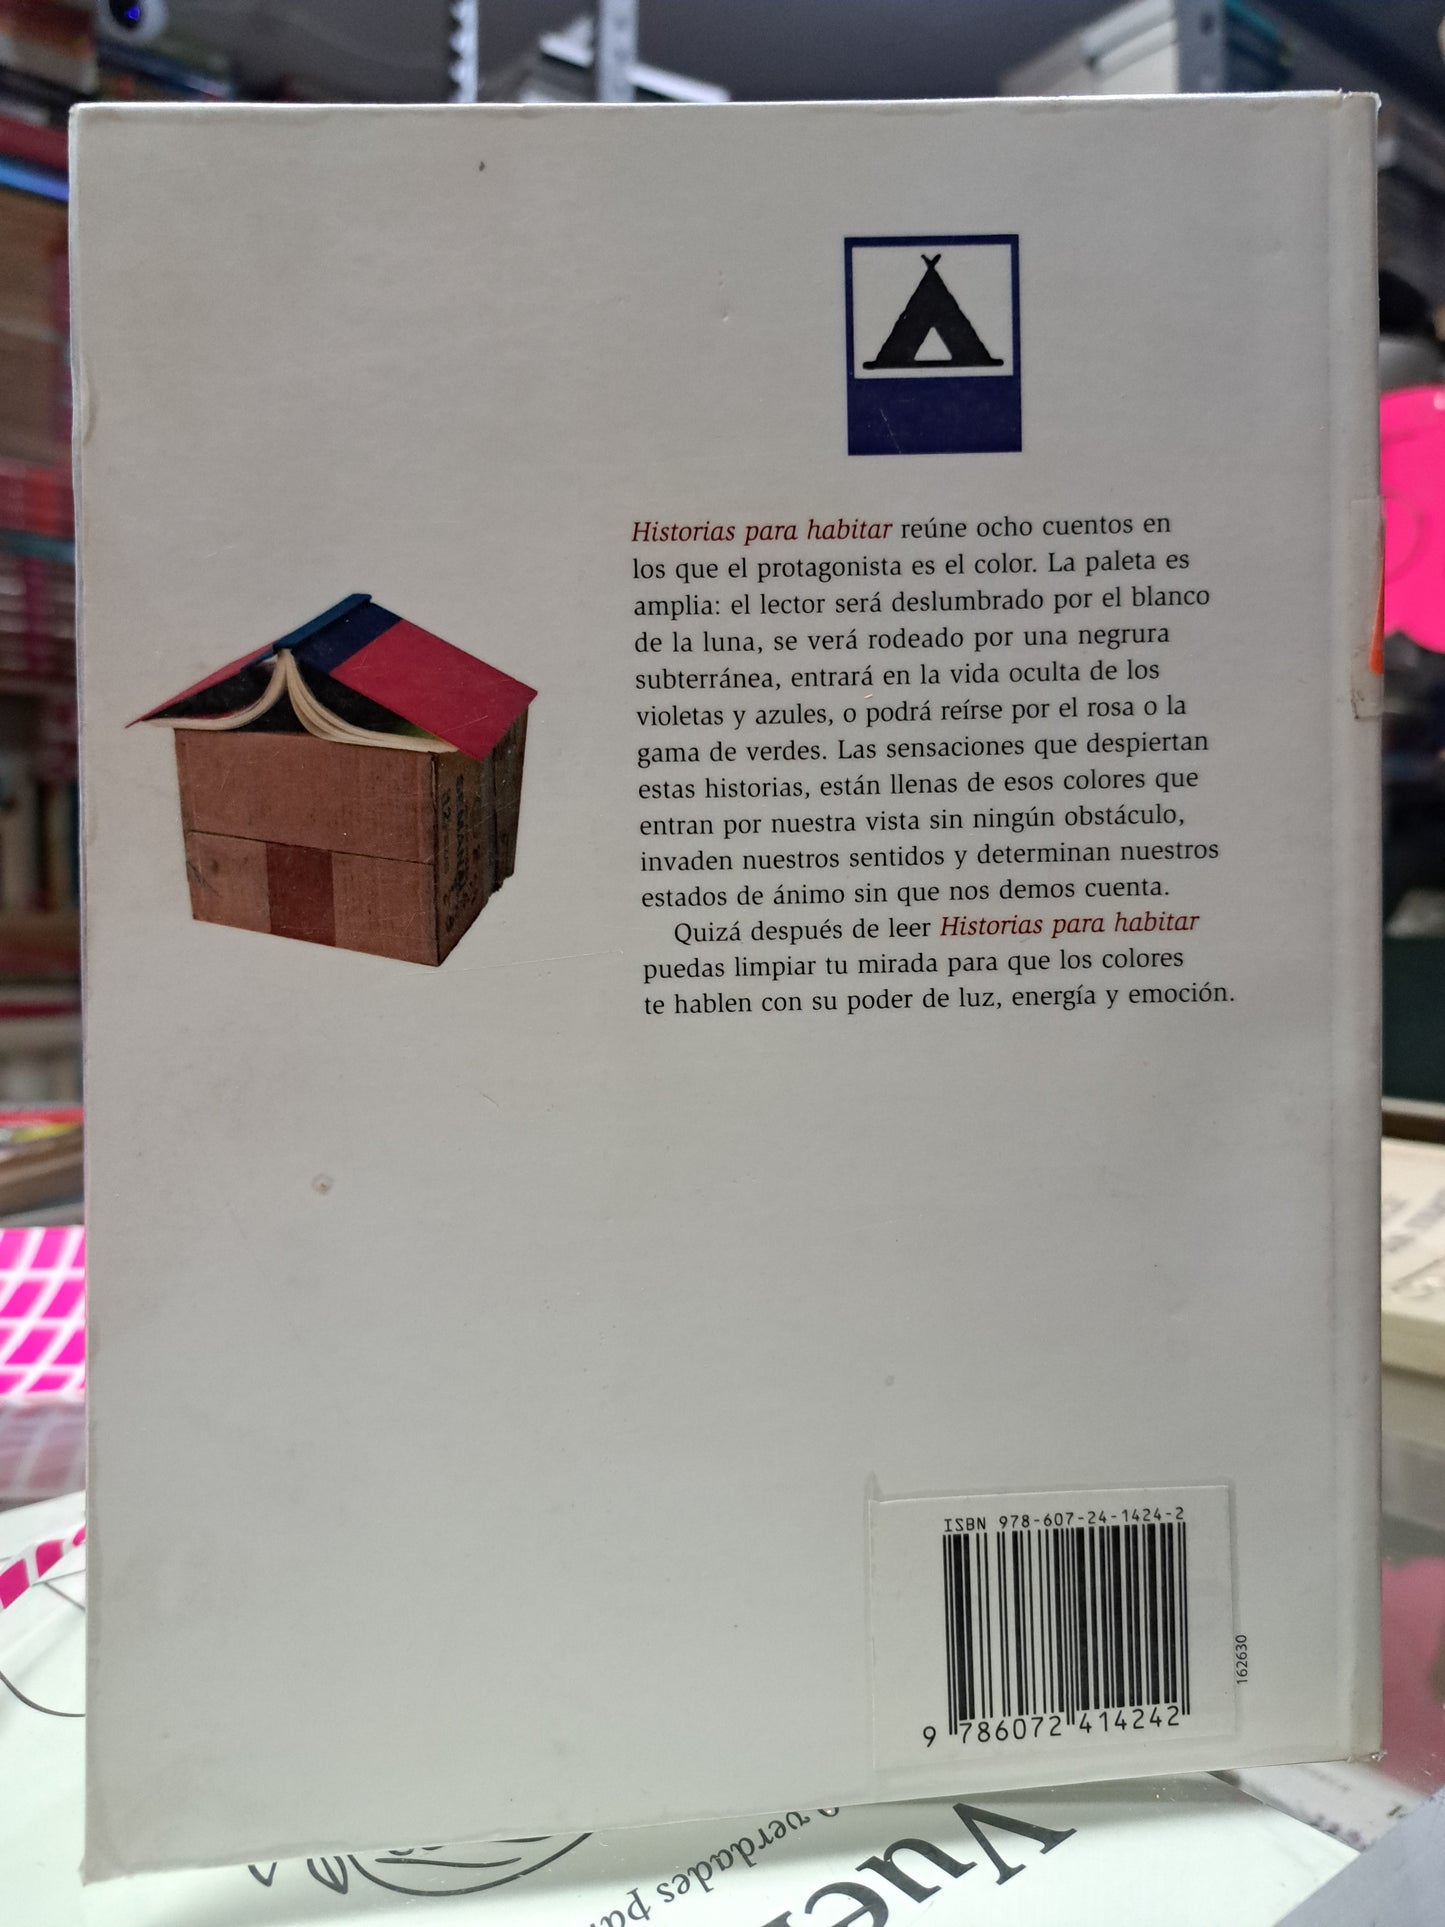 Historias para habitar reúne ocho cuentos en
los que el protagonista es el color. La paleta es
amplia: el lector será deslumbrado por el blanco
de la luna, se verá rodeado por una negrura
subterránea, entrará en la vida oculta de los
violetas y azules, o podrá reírse por el rosa o la
gama de verdes. Las sensaciones que despiertan
estas historias, están llenas de esos colores que
entran por nuestra vista sin ningún obstáculo,
invaden nuestros sentidos y determinan nuestros
estados de ánimo sin que nos demos cuenta.
Quizá después de leer Historias para habitar
puedas limpiar tu mirada para que los colores
te hablen con su poder de luz, energía y emoción.
ISBN 978-607-24-1424-2
9 786072 414242
162630
verdades